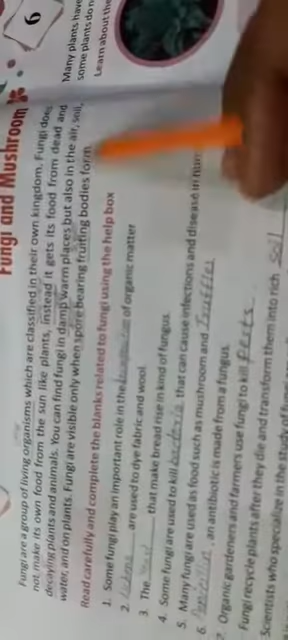 6
Many plants have
some plants do n
Learn about the
Fungi and Mushroom
Fungi are a group of living organisms which are classified in their own kingdom. Fungi does
not make its own food from the sun like plants, instead it gets its food from dead and
decaying plants and animals. You can find fungi in damp warm places but also in the air, soil,
water, and on plants. Fungi are visible only when spore bearing fruiting bodies form
Read carefully and complete the blanks related to fungi using the help box
1. Some fungi play an important role in the of organic matter
2. are used to dye fabric and wool.
3. The that make bread rise in kind of fungus.
4. Some fungi are used to kill bacteria that can cause infections and disease in hum
5. Many fungi are used as food such as mushroom and Truffles
6. , an antibiotic is made from a fungus.
7. Organic gardeners and farmers use fungi to kill pests.
Fungi recycle plants after they die and transform them into rich soil
Scientists who specialize in the study of fun